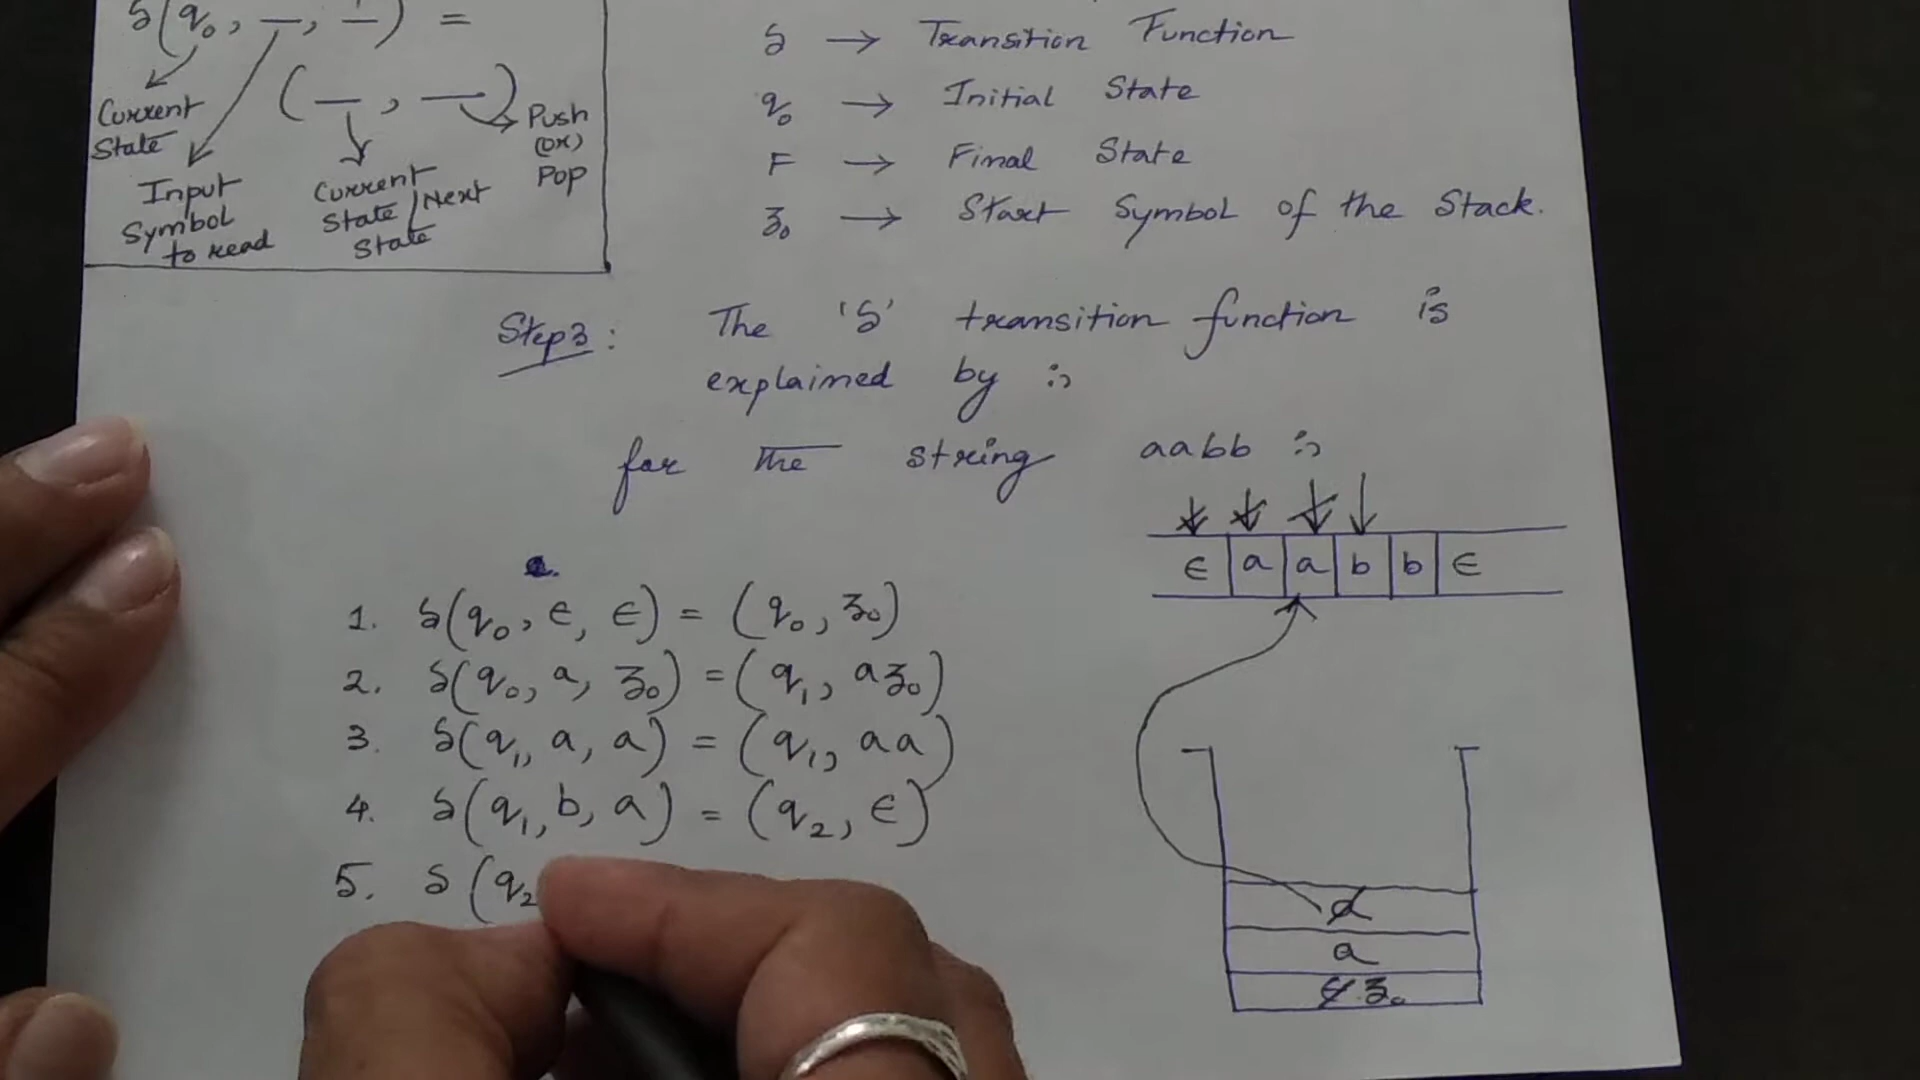 δ(q₀, —, —) =
(—, —)
Current State
Input Symbol to read
Current State / Next State
Push (or) Pop
δ → Transition Function
q₀ → Initial State
F → Final State
z₀ → Start Symbol of the Stack.
Step3: The 'δ' transition function is
explained by :-
for the string aabb :-
ϵ a a b b ϵ
1. δ(q₀, ϵ, ϵ) = (q₀, z₀)
2. δ(q₀, a, z₀) = (q₁, az₀)
3. δ(q₁, a, a) = (q₁, aa)
4. δ(q₁, b, a) = (q₂, ϵ)
5. δ (q₂
a
a
ϵ z₀